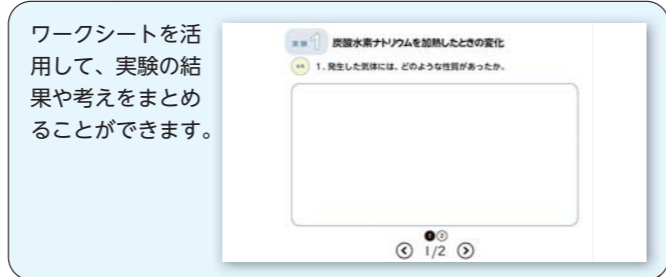 ワークシートを活
用して、実験の結
果や考えをまとめ
ることができます。
実験1 炭酸水素ナトリウムを加熱したときの変化
結果 1. 発生した気体には、どのような性質があったか。
1 2
1/2